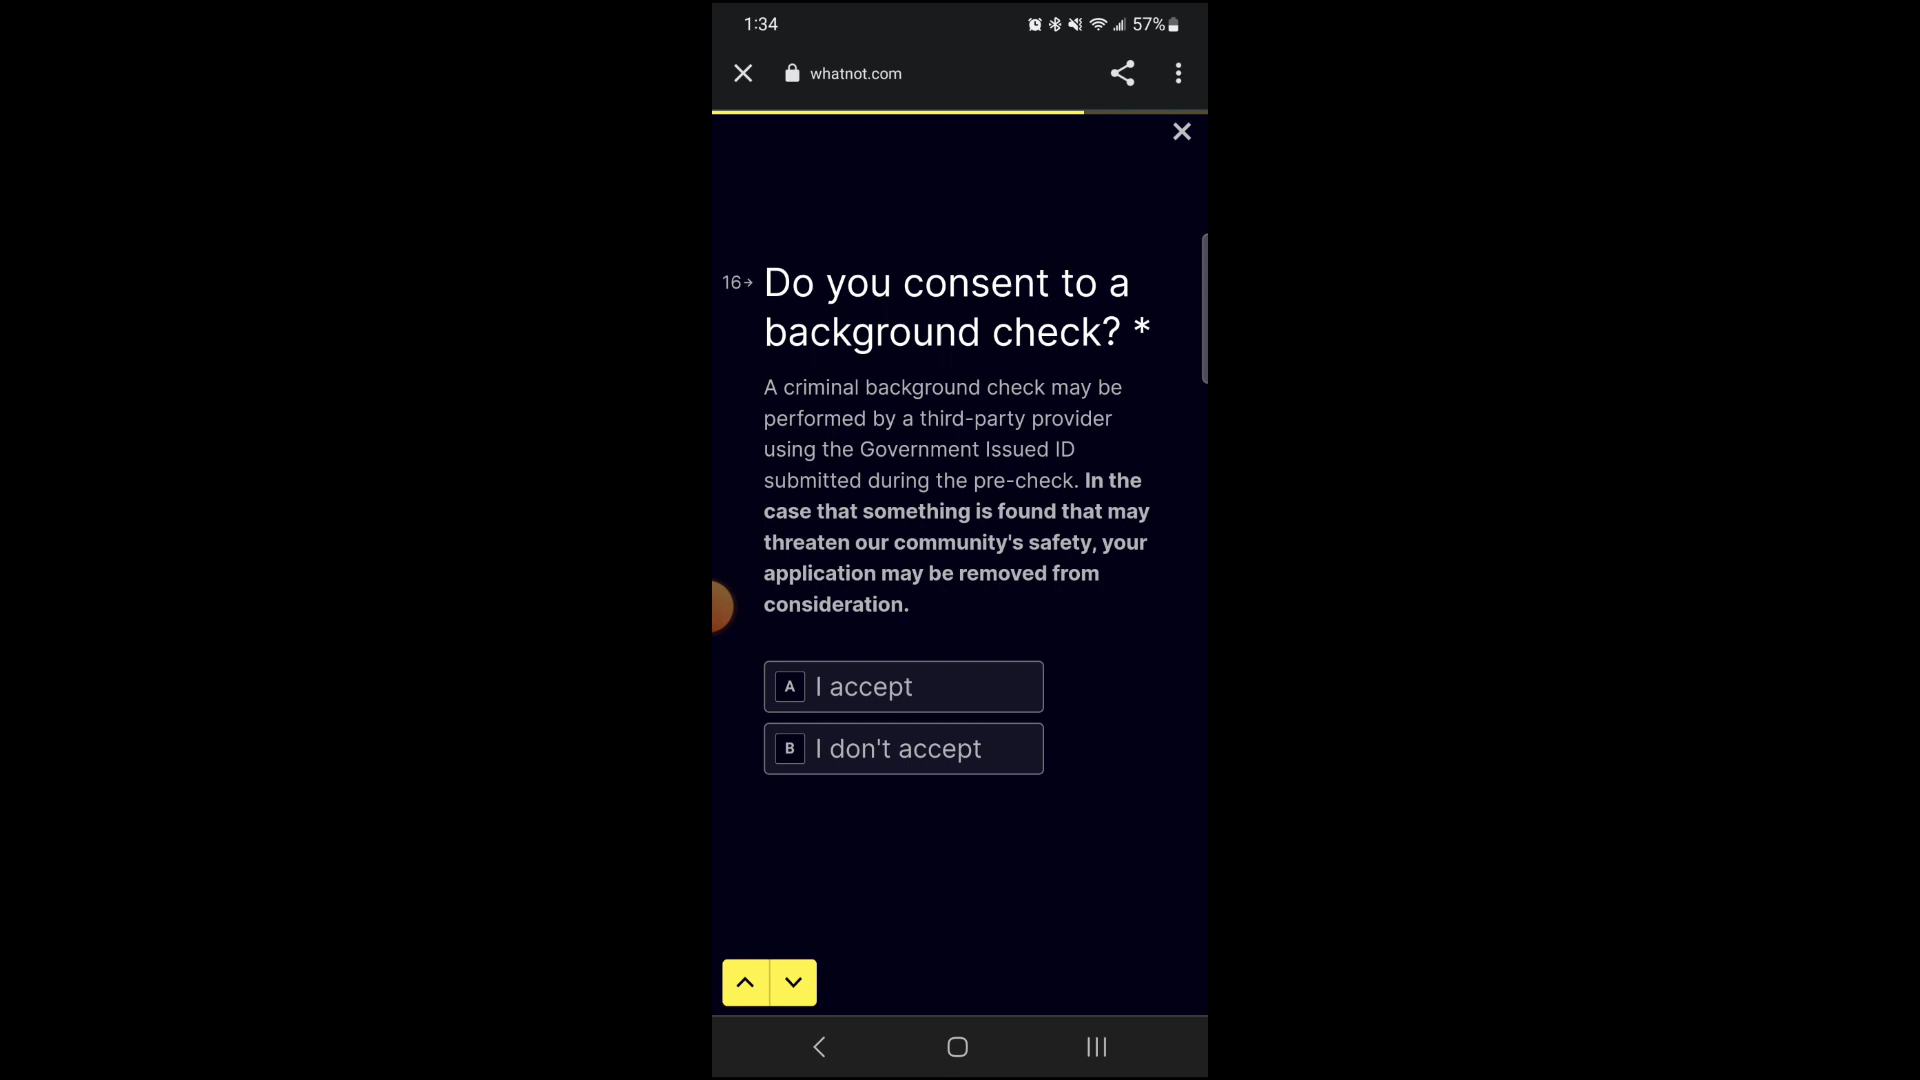 1:34
57%
whatnot.com
16→ Do you consent to a
background check? *
A criminal background check may be
performed by a third-party provider
using the Government Issued ID
submitted during the pre-check. In the
case that something is found that may
threaten our community's safety, your
application may be removed from
consideration.
A I accept
B I don't accept